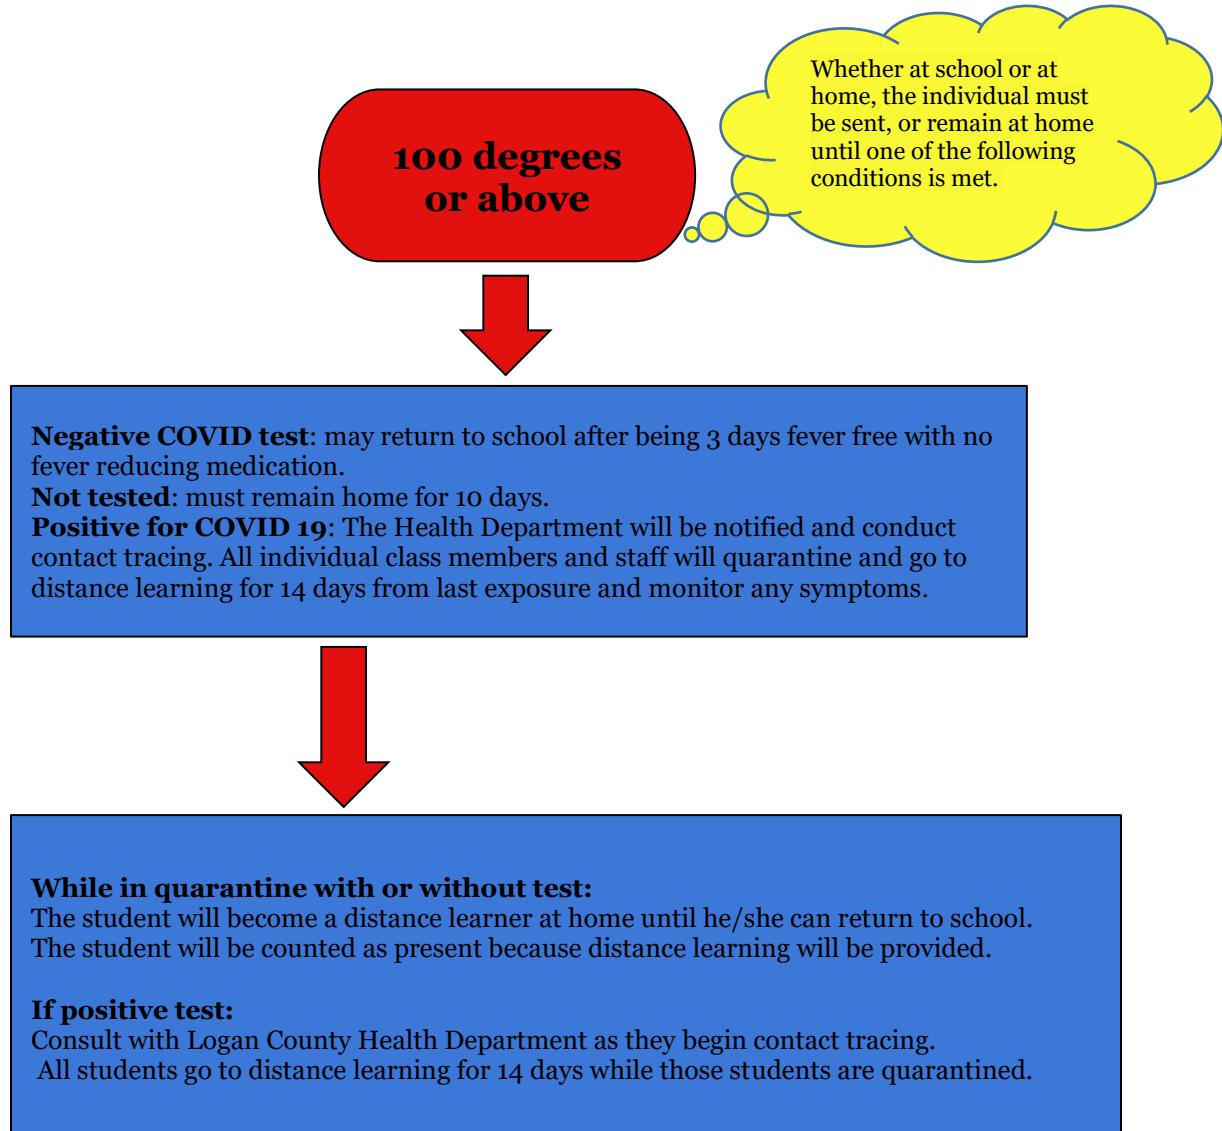 100 degrees
or above
Whether at school or at
home, the individual must
be sent, or remain at home
until one of the following
conditions is met.
Negative COVID test: may return to school after being 3 days fever free with no
fever reducing medication.
Not tested: must remain home for 10 days.
Positive for COVID 19: The Health Department will be notified and conduct
contact tracing. All individual class members and staff will quarantine and go to
distance learning for 14 days from last exposure and monitor any symptoms.
While in quarantine with or without test:
The student will become a distance learner at home until he/she can return to school.
The student will be counted as present because distance learning will be provided.
If positive test:
Consult with Logan County Health Department as they begin contact tracing.
All students go to distance learning for 14 days while those students are quarantined.